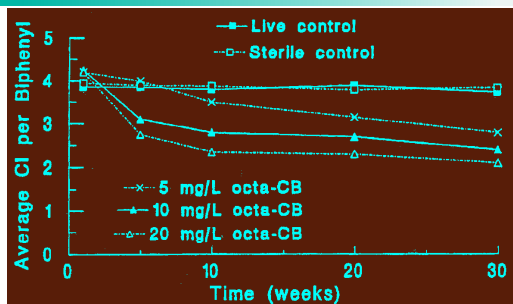 Live control
Sterile control
5
4
3
2
0
Average Cl per Biphenyl
5 mg/L octa-CB
10 mg/L octa-CB
20 mg/L octa-CB
0
10
20
30
Time (weeks)